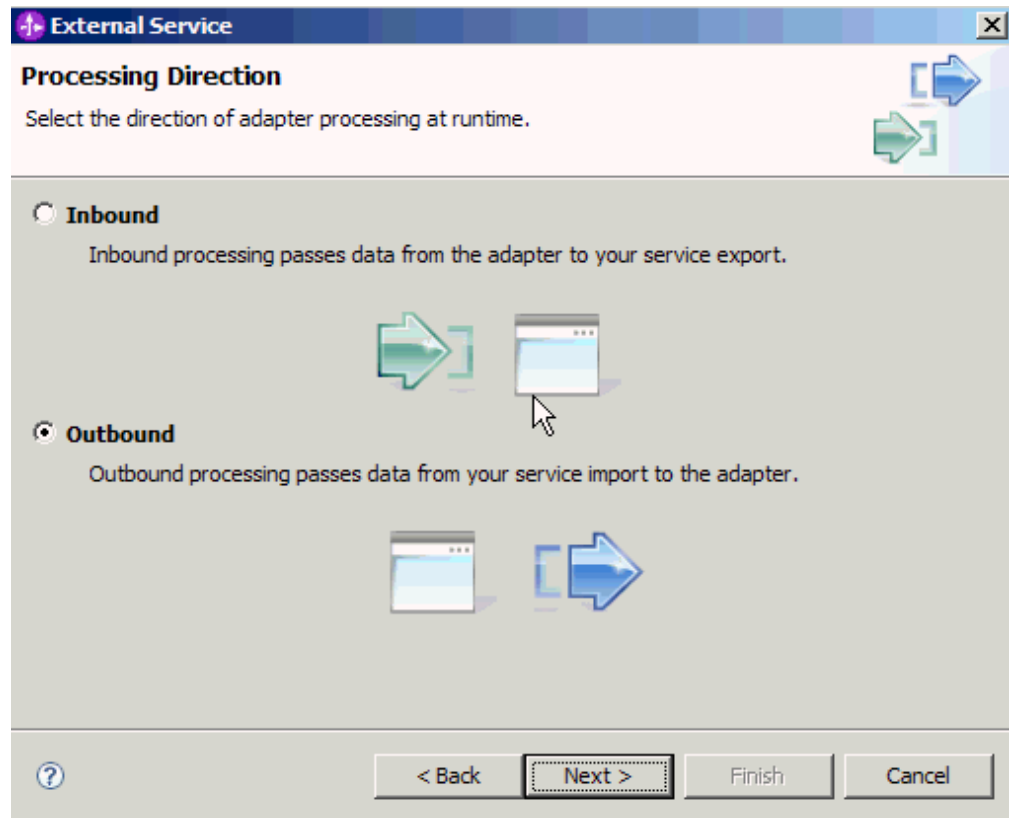 External Service
Processing Direction
Select the direction of adapter processing at runtime.
Inbound
Inbound processing passes data from the adapter to your service export.
Outbound
Outbound processing passes data from your service import to the adapter.
< Back Next > Finish Cancel